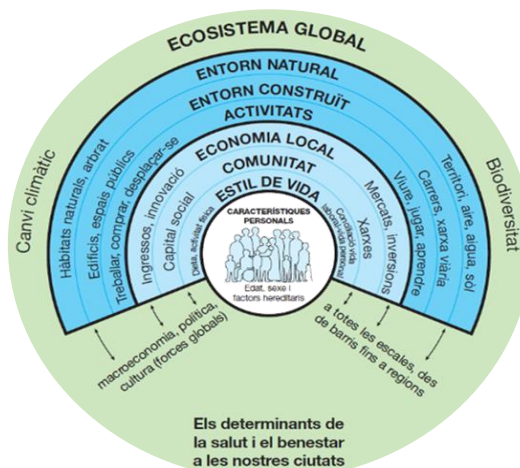 ECOSISTEMA GLOBAL
Canvi climàtic
Biodiversitat
ENTORN NATURAL
Hàbitats naturals, arbrat
Territori, aire, aigua, sòl
ENTORN CONSTRUÏT
Edificis, espais públics
Carrers, xarxa viària
ACTIVITATS
Treballar, comprar, desplaçar-se
Viure, jugar, aprendre
ECONOMIA LOCAL
Ingressos, innovació
Mercats, inversions
COMUNITAT
Capital social
Xarxes
ESTIL DE VIDA
Dieta, activitat física
Conciliació vida
laboral-vida personal
CARACTERÍSTIQUES
PERSONALS
Edat, sexe i
factors hereditaris
macroeconomia, política,
cultura (forces globals)
a totes les escales, des
de barris fins a regions
Els determinants de
la salut i el benestar
a les nostres ciutats